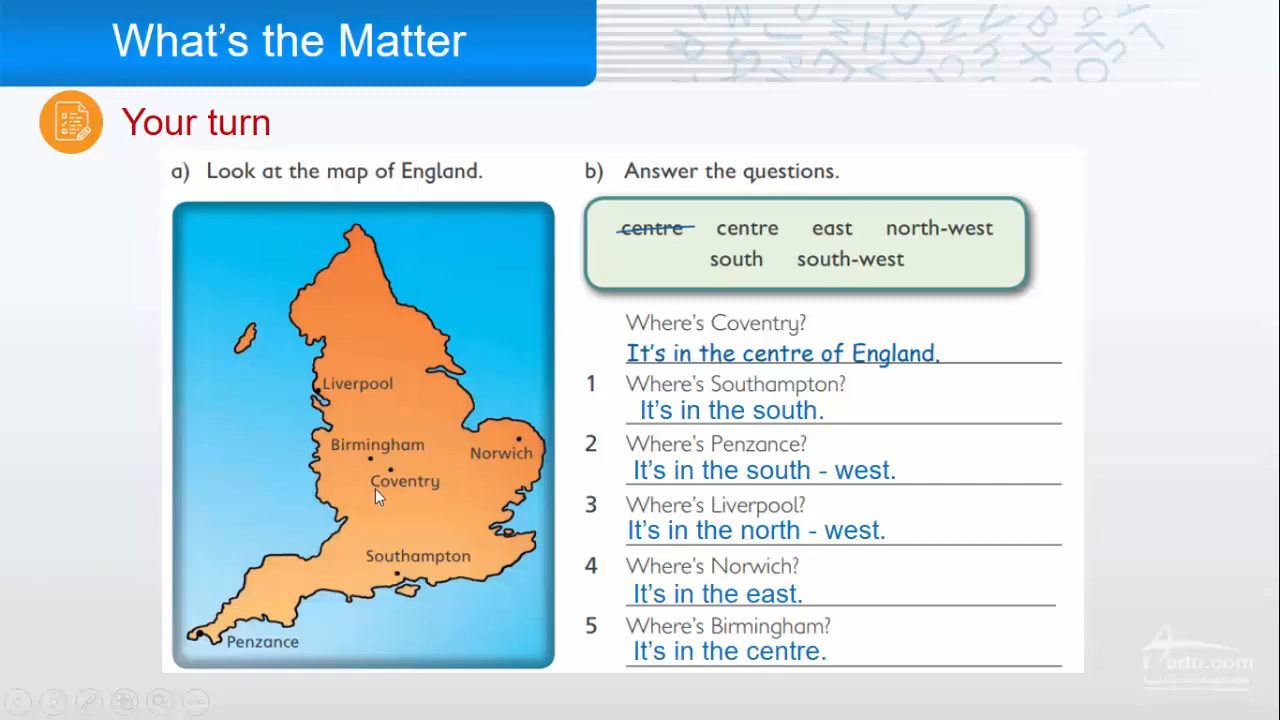 What's the Matter
Your turn
a) Look at the map of England.
Liverpool
Birmingham
Norwich
Coventry
Southampton
Penzance
b) Answer the questions.
centre centre east north-west
south south-west
Where's Coventry?
It's in the centre of England.
1 Where's Southampton?
It's in the south.
2 Where's Penzance?
It's in the south - west.
3 Where's Liverpool?
It's in the north - west.
4 Where's Norwich?
It's in the east.
5 Where's Birmingham?
It's in the centre.